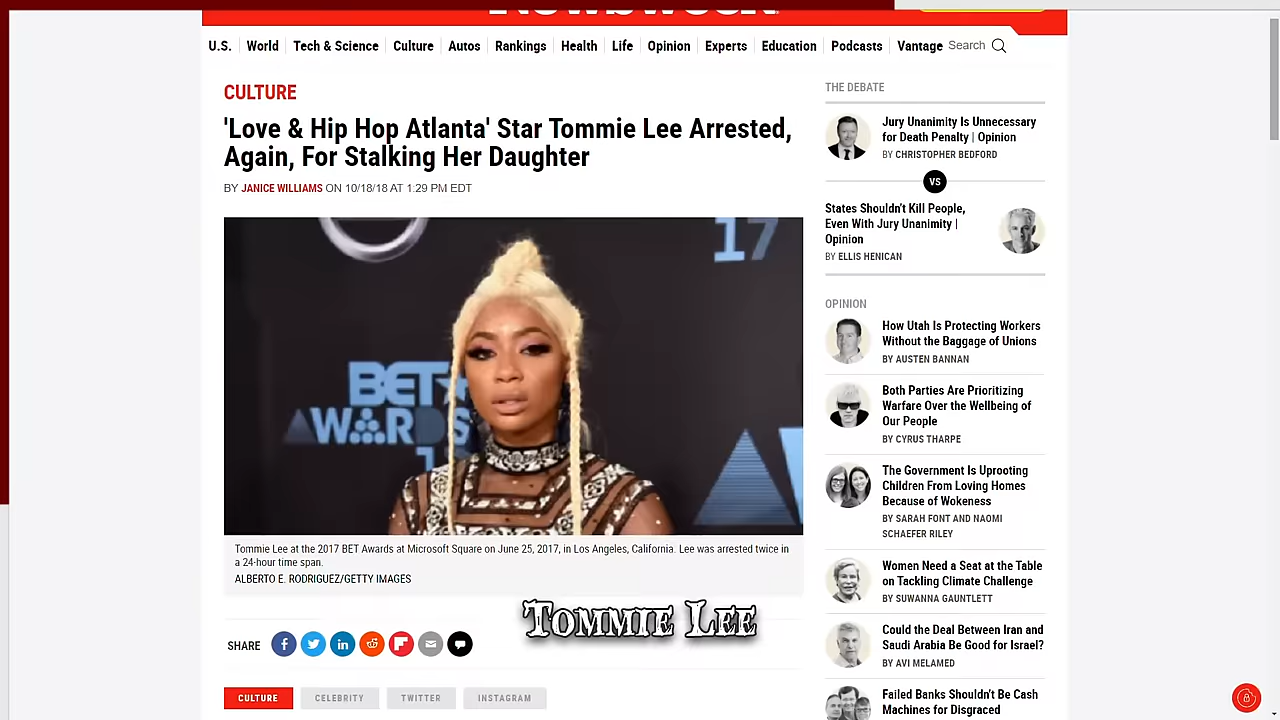 NEWSWEEK
U.S. World Tech & Science Culture Autos Rankings Health Life Opinion Experts Education Podcasts Vantage Search
CULTURE
'Love & Hip Hop Atlanta' Star Tommie Lee Arrested,
Again, For Stalking Her Daughter
BY JANICE WILLIAMS ON 10/18/18 AT 1:29 PM EDT
17
BET
AWARDS
Tommie Lee at the 2017 BET Awards at Microsoft Square on June 25, 2017, in Los Angeles, California. Lee was arrested twice in
a 24-hour time span.
ALBERTO E. RODRIGUEZ/GETTY IMAGES
TOMMIE LEE
SHARE
CULTURE CELEBRITY TWITTER INSTAGRAM
THE DEBATE
Jury Unanimity Is Unnecessary
for Death Penalty | Opinion
BY CHRISTOPHER BEDFORD
VS
States Shouldn't Kill People,
Even With Jury Unanimity |
Opinion
BY ELLIS HENICAN
OPINION
How Utah Is Protecting Workers
Without the Baggage of Unions
BY AUSTEN BANNAN
Both Parties Are Prioritizing
Warfare Over the Wellbeing of
Our People
BY CYRUS THARPE
The Government Is Uprooting
Children From Loving Homes
Because of Wokeness
BY SARAH FONT AND NAOMI
SCHAEFER RILEY
Women Need a Seat at the Table
on Tackling Climate Challenge
BY SUWANNA GAUNTLETT
Could the Deal Between Iran and
Saudi Arabia Be Good for Israel?
BY AVI MELAMED
Failed Banks Shouldn't Be Cash
Machines for Disgraced